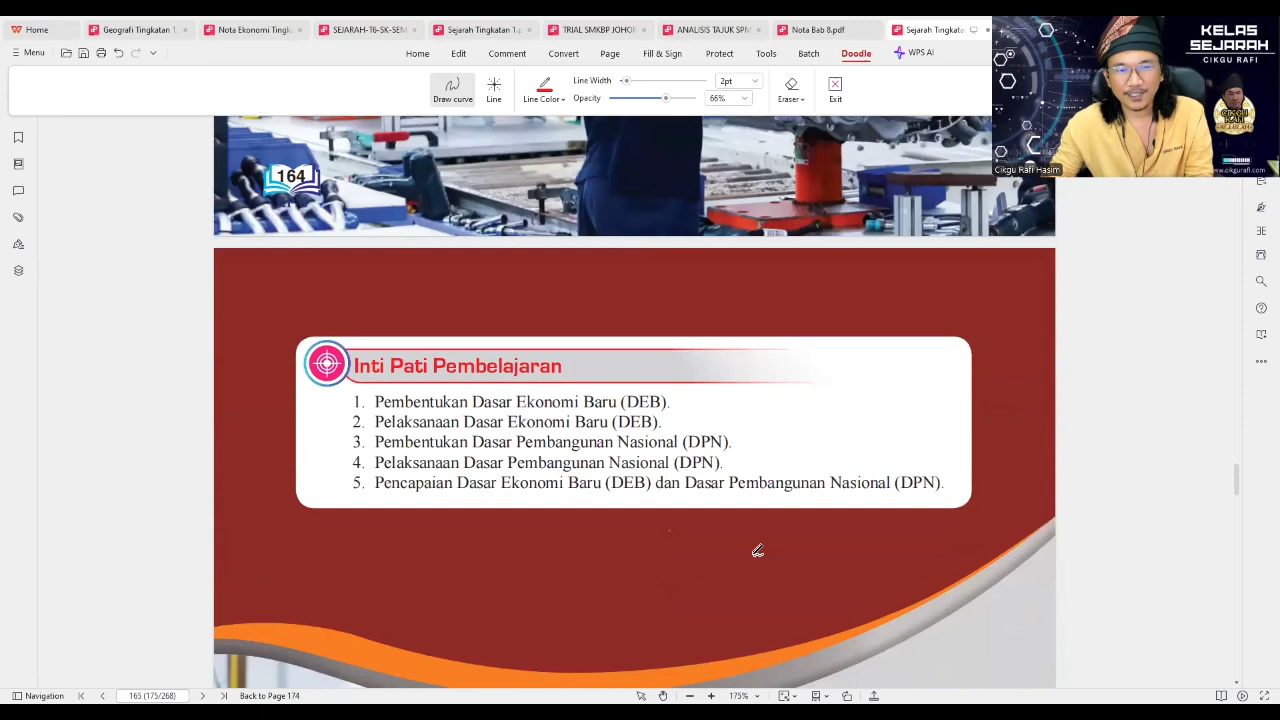 Home
Geografi Tingkatan 1.
Nota Ekonomi Tingk.
SEJARAH-T6-SK-SEM
Sejarah Tingkatan 1.p
TRIAL SMKBP JOHOR
ANALISIS TAJUK SPM
Nota Bab 8.pdf
Sejarah Tingkata
Menu
Home Edit Comment Convert Page Fill & Sign Protect Tools Batch Doodle WPS AI
Draw curve
Line
Line Color
Line Width 2pt
Opacity 66%
Eraser
Exit
KELAS
SEJARAH
CIKGU RAFI
Cikgu Rafi Hasim
www.cikgurafi.com
164
Inti Pati Pembelajaran
1. Pembentukan Dasar Ekonomi Baru (DEB).
2. Pelaksanaan Dasar Ekonomi Baru (DEB).
3. Pembentukan Dasar Pembangunan Nasional (DPN).
4. Pelaksanaan Dasar Pembangunan Nasional (DPN).
5. Pencapaian Dasar Ekonomi Baru (DEB) dan Dasar Pembangunan Nasional (DPN).
Navigation
165 (175/268)
Back to Page 174
175%